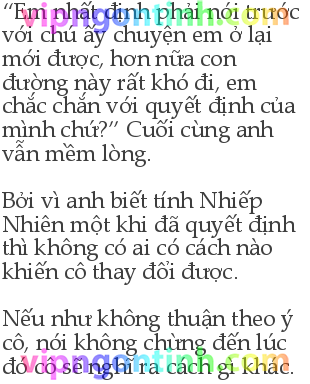 “Em nhất định phải nói trước
với chú ấy chuyện em ở lại
mới được, hơn nữa con
đường này rất khó đi, em
chắc chắn với quyết định của
mình chứ?” Cuối cùng anh
vẫn mềm lòng.
Bởi vì anh biết tính Nhiếp
Nhiên một khi đã quyết định
thì không có ai có cách nào
khiến cô thay đổi được.
Nếu như không thuận theo ý
cô, nói không chừng đến lúc
đó cô sẽ nghĩ ra cách gì khác.
vipngontinh.com
vipngontinh.com